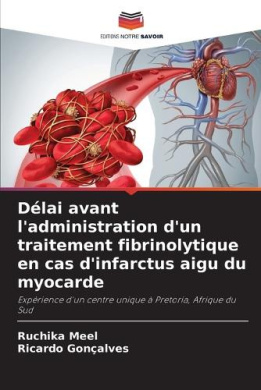 EDITIONS NOTRE SAVOIR
Délai avant
l'administration d'un
traitement fibrinolytique
en cas d'infarctus aigu du
myocarde
Expérience d'un centre unique à Pretoria, Afrique du
Sud
Ruchika Meel
Ricardo Gonçalves